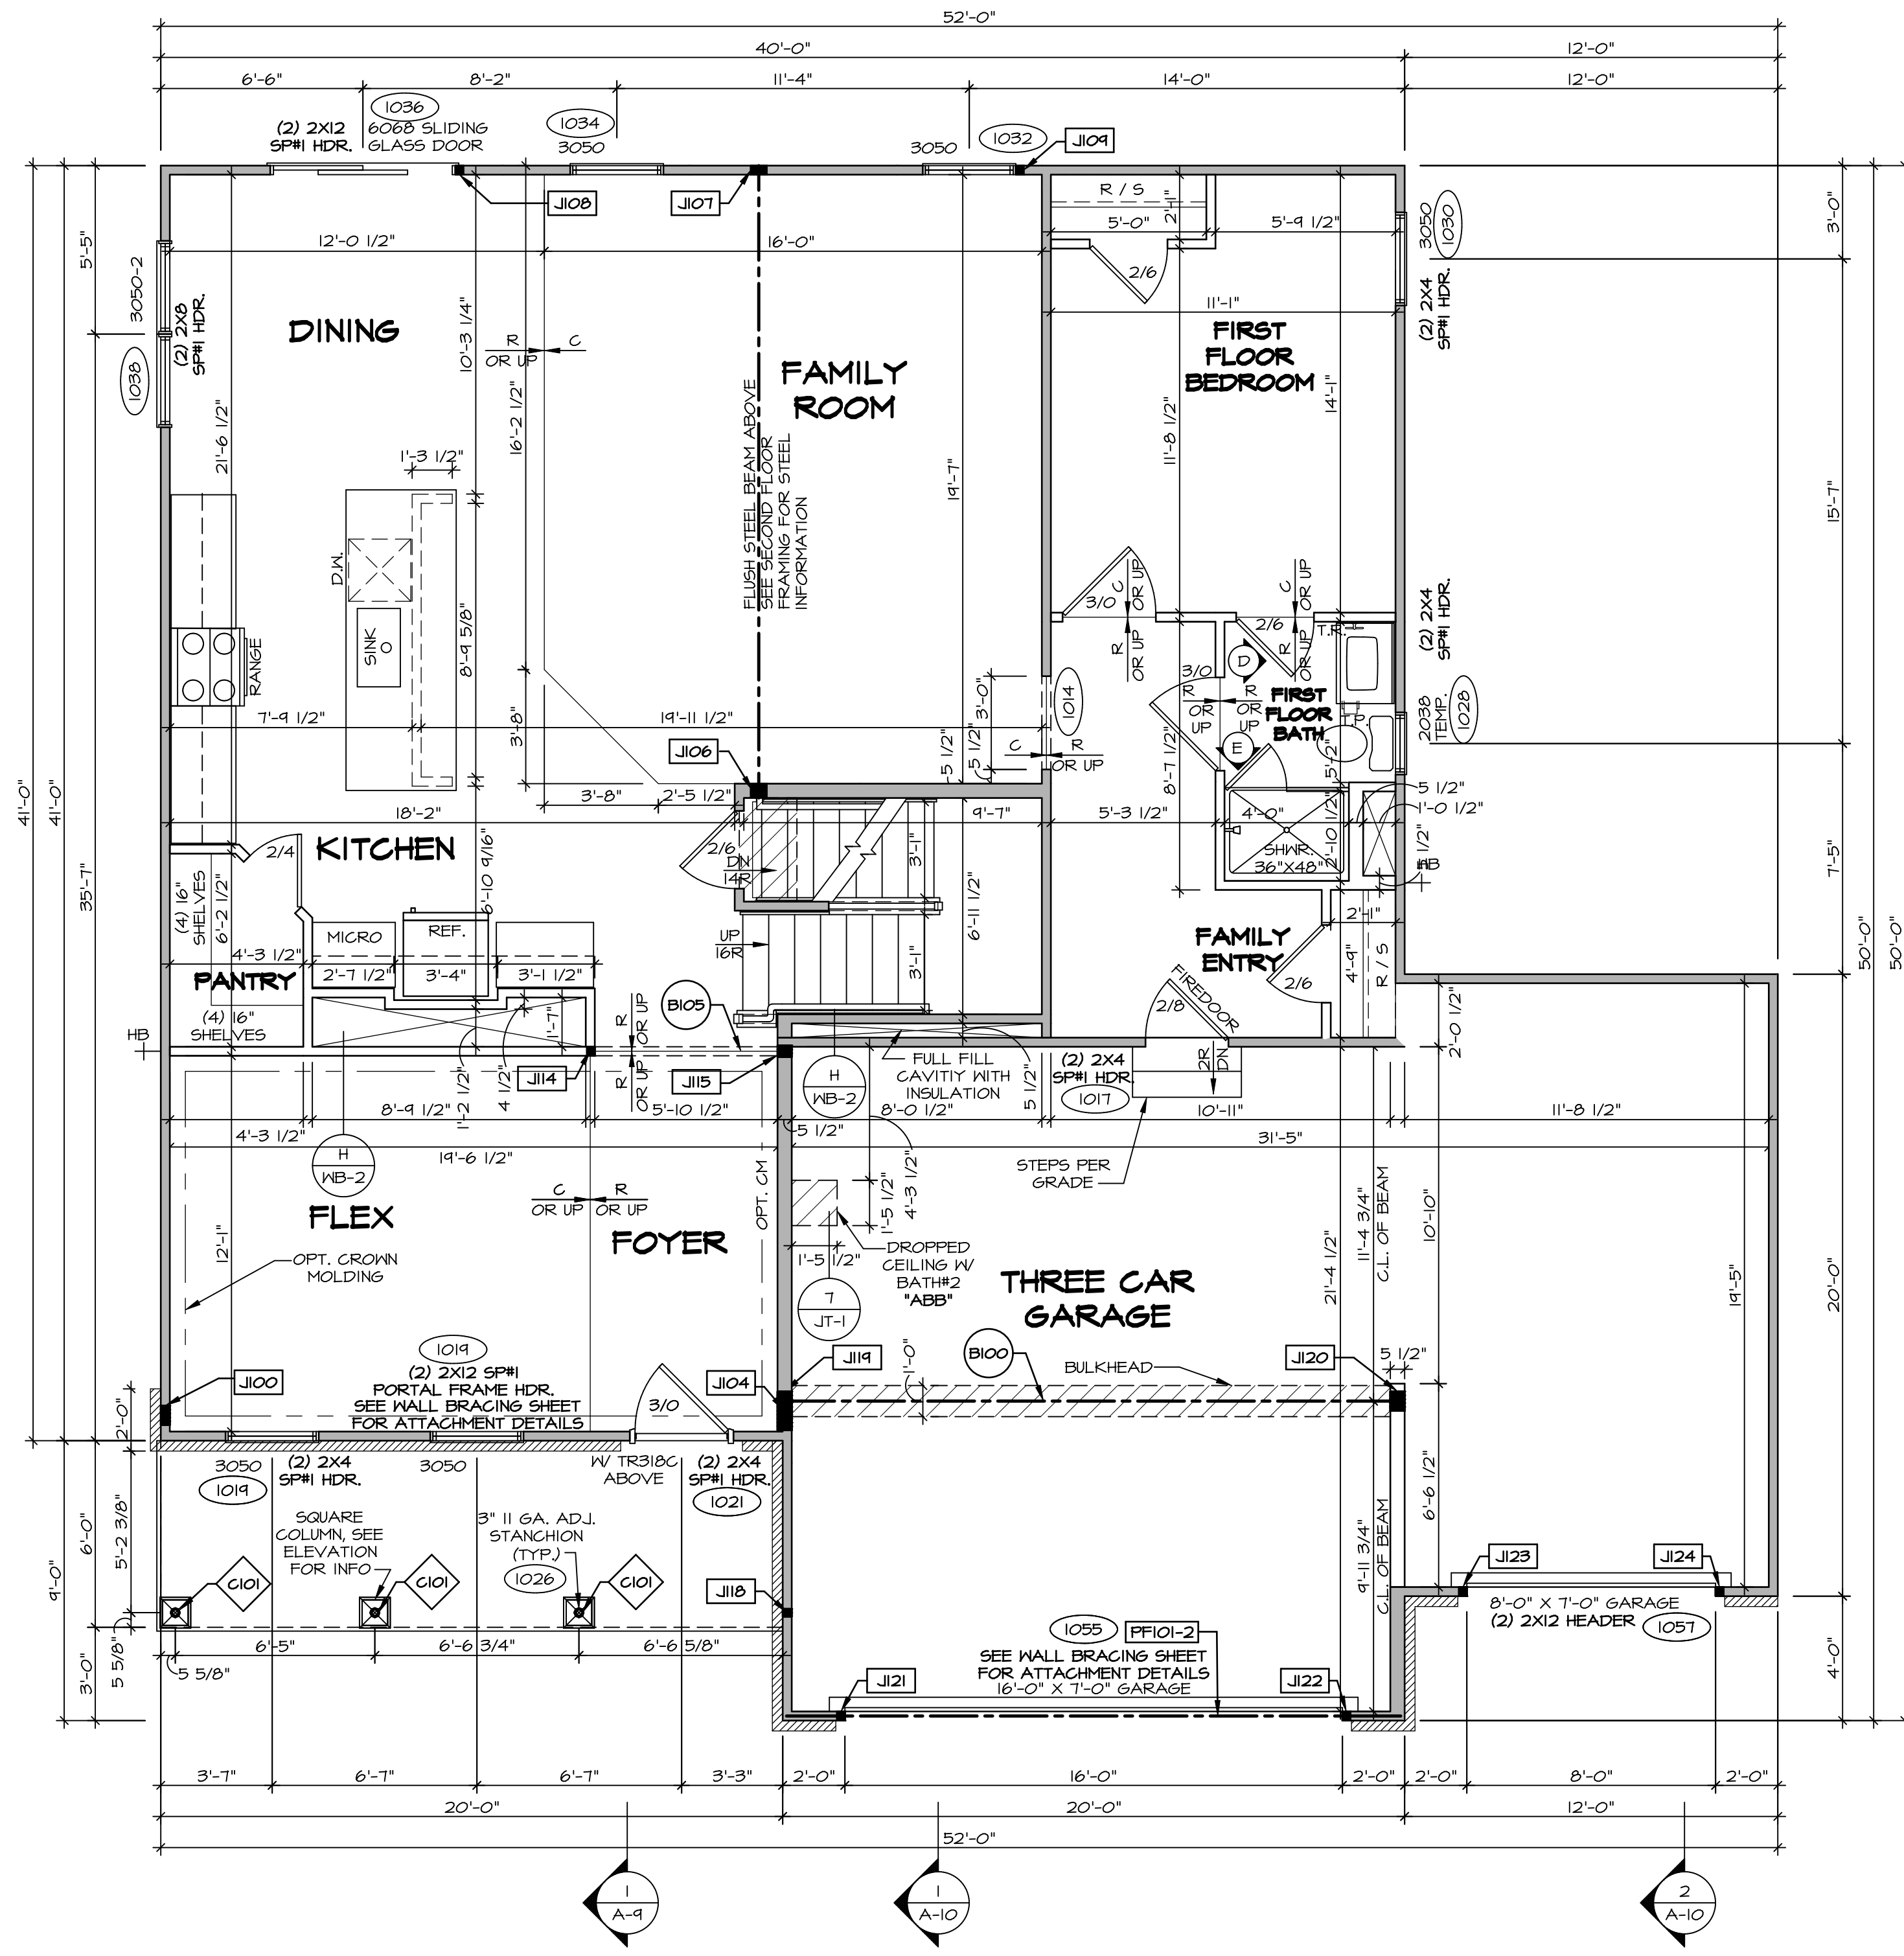 52'-0"
40'-0"
12'-0"
6'-6"
8'-2"
11'-4"
14'-0"
12'-0"
1036
1034
1032
J109
(2) 2X12
SP#1 HDR.
6068 SLIDING
GLASS DOOR
3050
3050
J108
J107
R / S
2'-1"
5'-0"
5'-9 1/2"
3050
1030
3'-0"
5'-5"
3050-2
(2) 2X8
SP#1 HDR.
1038
12'-0 1/2"
16'-0"
2/6
11'-1"
(2) 2X4
SP#1 HDR.
DINING
10'-3 1/4"
R
OR UP
C
FAMILY
ROOM
FIRST
FLOOR
BEDROOM
21'-6 1/2"
16'-2 1/2"
1'-3 1/2"
FLUSH STEEL BEAM ABOVE
SEE SECOND FLOOR
FRAMING FOR STEEL
INFORMATION
19'-7"
11'-8 1/2"
14'-1"
15'-7"
D.W.
SINK
RANGE
8'-9 5/8"
3/0
C
OR UP
R
OR UP
C
OR UP
R
OR UP
2/6
T.R.
(2) 2X4
SP#1 HDR.
3/0
D
R
OR
UP
R
OR
UP
FIRST
FLOOR
BATH
T.P.
E
2038
TEMP.
1028
7'-9 1/2"
19'-11 1/2"
3'-8"
J106
5 1/2"
5 1/2"
3'-0"
1014
C
R
OR UP
8'-7 1/2"
5'-2"
41'-0"
41'-0"
35'-7"
3'-8"
2'-5 1/2"
18'-2"
9'-7"
5'-3 1/2"
4'-0"
2'-10 1/2"
SHWR.
36"X48"
5 1/2"
1'-0 1/2"
5 1/2"
HB
7'-5"
KITCHEN
2/4
2/6
DN
14R
3'-1"
6'-10 9/16"
6'-11 1/2"
(4) 16"
SHELVES
6'-2 1/2"
MICRO
REF.
UP
16R
3'-1"
4'-3 1/2"
2'-7 1/2"
3'-4"
3'-1 1/2"
PANTRY
(4) 16"
SHELVES
HB
FAMILY
ENTRY
2'-1"
4'-9"
R / S
2/6
FIREDOOR
2/8
50'-0"
50'-0"
B105
R
OR UP
R
OR UP
1'-7"
1'-2 1/2"
4 1/2"
J114
J115
H
WB-2
FULL FILL
CAVITIY WITH
INSULATION
5 1/2"
(2) 2X4
SP#1 HDR.
1017
2R
DN
2'-0 1/2"
8'-9 1/2"
5'-10 1/2"
8'-0 1/2"
10'-11"
11'-8 1/2"
4'-3 1/2"
19'-6 1/2"
5 1/2"
31'-5"
H
WB-2
C
OR UP
R
OR UP
OPT. CM
1'-5 1/2"
4'-3 1/2"
STEPS PER
GRADE
11'-4 3/4"
C.L. OF BEAM
10'-10"
FLEX
FOYER
12'-1"
OPT. CROWN
MOLDING
1'-5 1/2"
DROPPED
CEILING W/
BATH#2
"ABB"
7
JT-1
THREE CAR
GARAGE
21'-4 1/2"
19'-5"
20'-0"
1019
(2) 2X12 SP#1
PORTAL FRAME HDR.
SEE WALL BRACING SHEET
FOR ATTACHMENT DETAILS
J100
J104
J119
1'-0"
B100
BULKHEAD
J120
5 1/2"
3/0
2'-0"
3050
1019
(2) 2X4
SP#1 HDR.
3050
W/ TR318C
ABOVE
(2) 2X4
SP#1 HDR.
1021
6'-6 1/2"
SQUARE
COLUMN, SEE
ELEVATION
FOR INFO
3" 11 GA. ADJ.
STANCHION
(TYP.)
1026
9'-0"
6'-0"
5'-2 3/8"
C101
C101
C101
J118
9'-11 3/4"
C.L. OF BEAM
J123
J124
8'-0" X 7'-0" GARAGE
(2) 2X12 HEADER
1057
6'-5"
6'-6 3/4"
6'-6 5/8"
5 5/8"
5 5/8"
3'-0"
1055
PF101-2
SEE WALL BRACING SHEET
FOR ATTACHMENT DETAILS
16'-0" X 7'-0" GARAGE
J121
J122
4'-0"
3'-7"
6'-7"
6'-7"
3'-3"
2'-0"
16'-0"
2'-0"
2'-0"
8'-0"
2'-0"
20'-0"
20'-0"
12'-0"
52'-0"
1
A-9
1
A-10
2
A-10